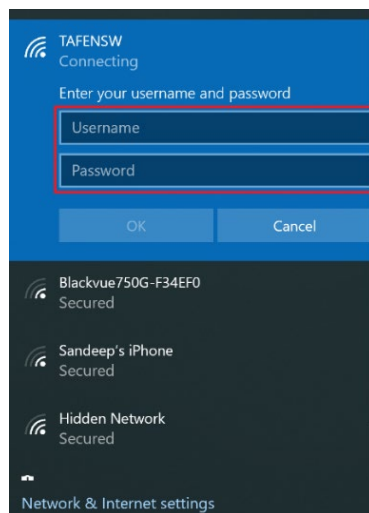 TAFENSW
Connecting
Enter your username and password
Username
Password
OK
Cancel
Blackvue750G-F34EF0
Secured
Sandeep's iPhone
Secured
Hidden Network
Secured
Network & Internet settings